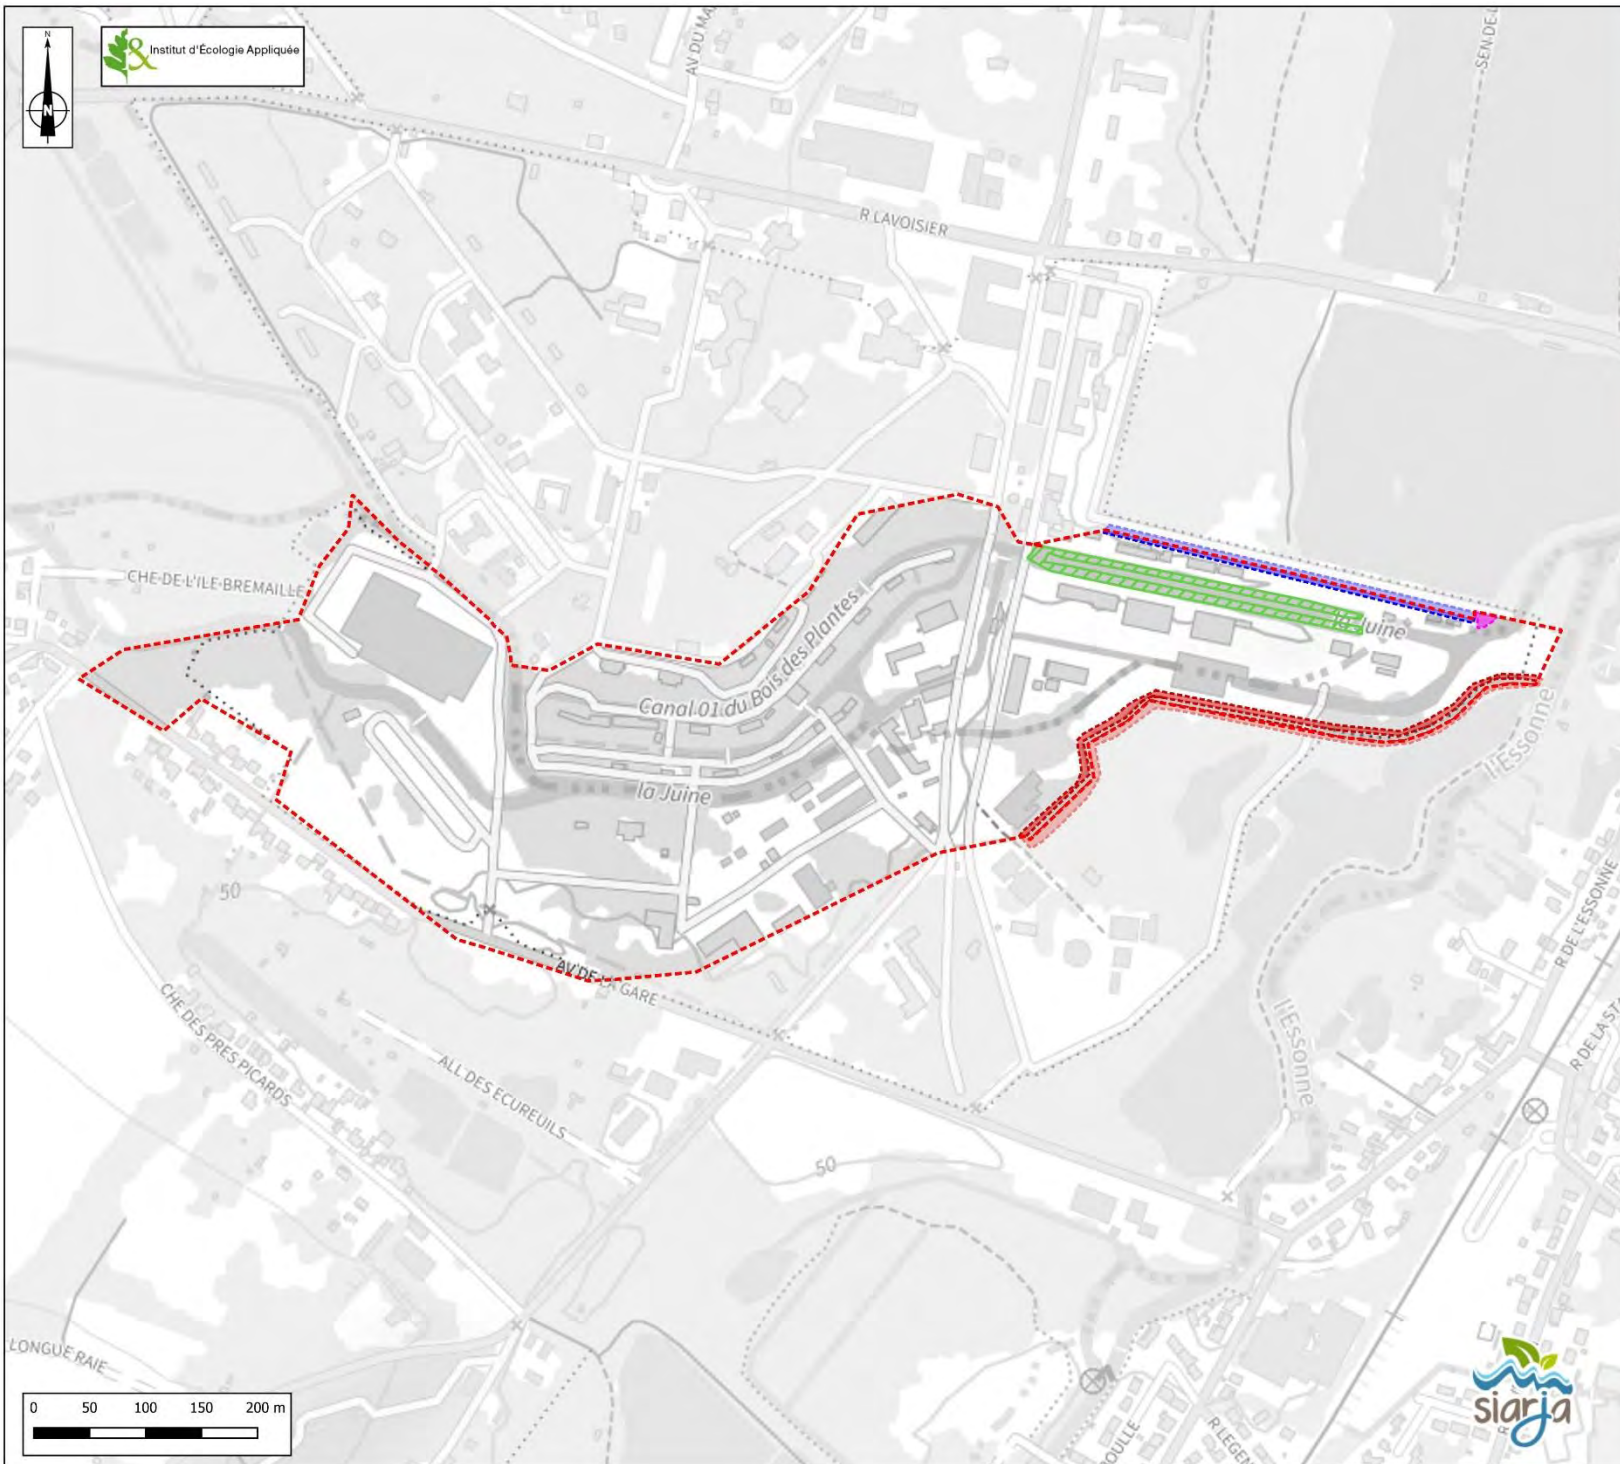 N
N
& Institut d'Écologie Appliquée
AV DU MA
SEN-DE-L
R LAVOISIER
CHE-DE-L'ILE-BREMAILLE
Canal 01 du Bois des Plantes
la Juine
la Juine
l'Essonne
50
AV DE LA GARE
R DE L'ESSONNE
CHE DES PRES PICARDS
ALL DES ECUREUILS
l'Essonne
R DE LA STA
50
LONGUE RAIE
0 50 100 150 200 m
R LEGEN
siarja